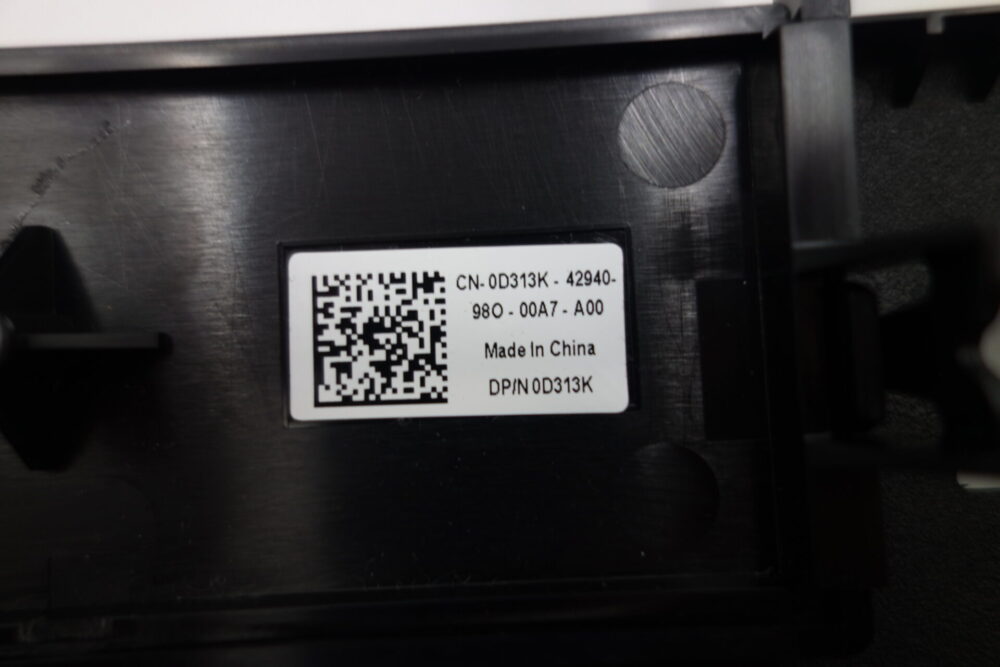 CN- 0D313K - 42940-
98O - 00A7 - A00
Made In China
DP/N 0D313K